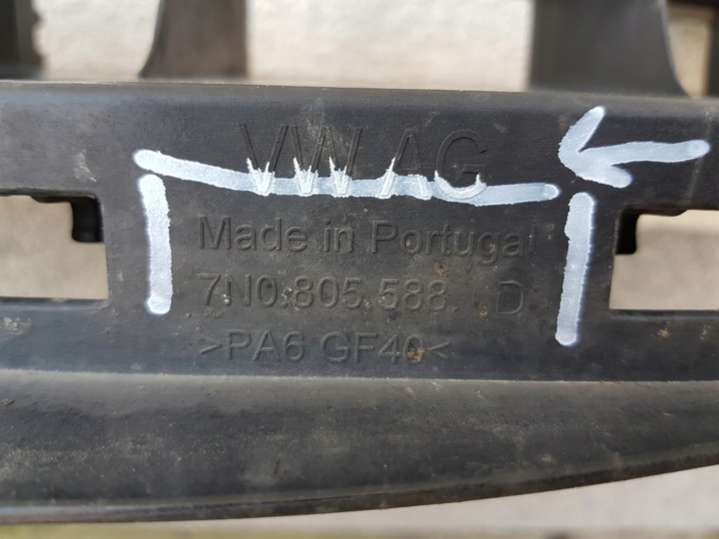 VW AG
Made in Portugal
7N0.805.588. D
>PA6 GF40<